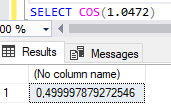 SELECT COS(1.0472)
00 %
Results
Messages
(No column name)
1
0,499997879272546